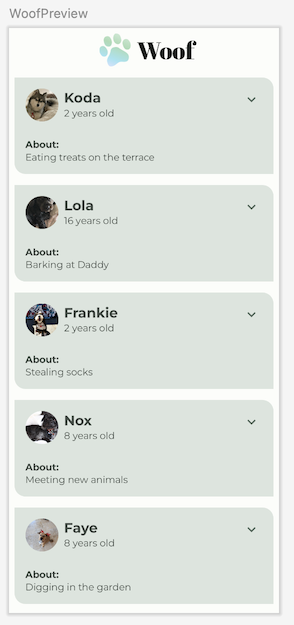 WoofPreview
Woof
Koda
2 years old
About:
Eating treats on the terrace
Lola
16 years old
About:
Barking at Daddy
Frankie
2 years old
About:
Stealing socks
Nox
8 years old
About:
Meeting new animals
Faye
8 years old
About:
Digging in the garden